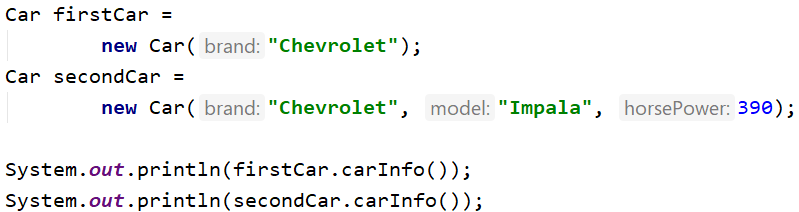 Car firstCar =
new Car( brand: "Chevrolet");
Car secondCar =
new Car( brand: "Chevrolet", model: "Impala", horsePower: 390);
System.out.println(firstCar.carInfo());
System.out.println(secondCar.carInfo());